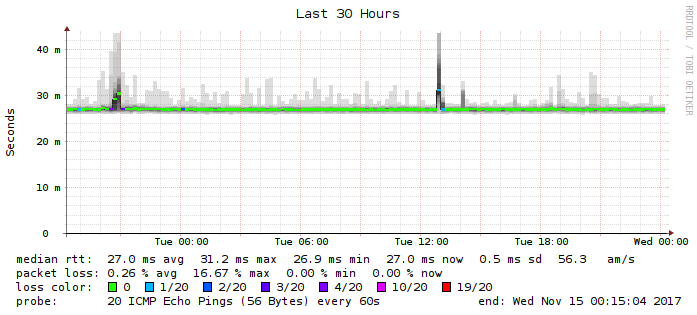 Last 30 Hours
RRDTOOL / TOBI OETIKER
Seconds
40 m
30 m
20 m
10 m
0
Tue 00:00 Tue 06:00 Tue 12:00 Tue 18:00 Wed 00:00
median rtt: 27.0 ms avg 31.2 ms max 26.9 ms min 27.0 ms now 0.5 ms sd 56.3 am/s
packet loss: 0.26 % avg 16.67 % max 0.00 % min 0.00 % now
loss color: 0 1/20 2/20 3/20 4/20 10/20 19/20
probe: 20 ICMP Echo Pings (56 Bytes) every 60s end: Wed Nov 15 00:15:04 2017